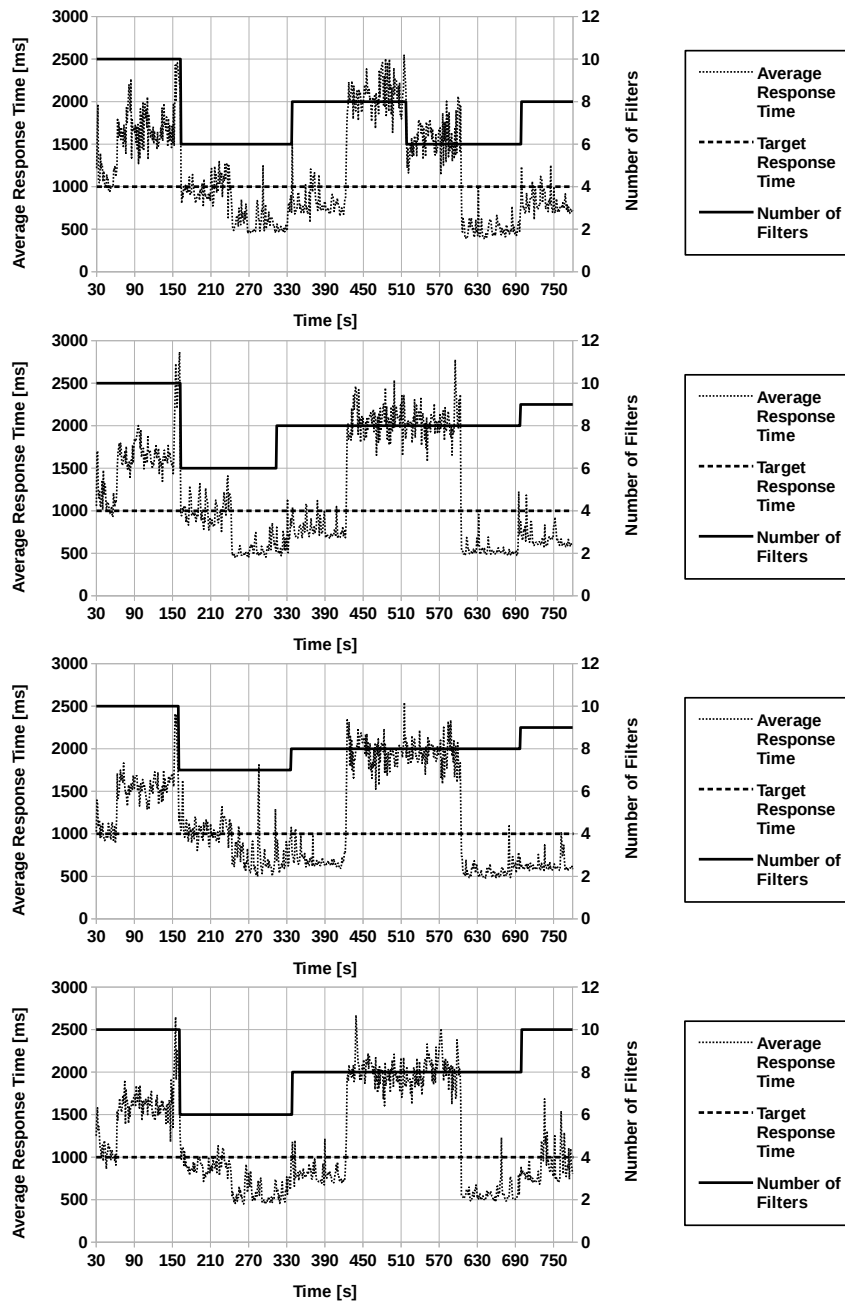 3000
2500
2000
1500
1000
500
0
Average Response Time [ms]
12
10
8
6
4
2
0
Number of Filters
30 90 150 210 270 330 390 450 510 570 630 690 750
Time [s]
Average
Response
Time
Target
Response
Time
Number of
Filters
3000
2500
2000
1500
1000
500
0
Average Response Time [ms]
12
10
8
6
4
2
0
Number of Filters
30 90 150 210 270 330 390 450 510 570 630 690 750
Time [s]
Average
Response
Time
Target
Response
Time
Number of
Filters
3000
2500
2000
1500
1000
500
0
Average Response Time [ms]
12
10
8
6
4
2
0
Number of Filters
30 90 150 210 270 330 390 450 510 570 630 690 750
Time [s]
Average
Response
Time
Target
Response
Time
Number of
Filters
3000
2500
2000
1500
1000
500
0
Average Response Time [ms]
12
10
8
6
4
2
0
Number of Filters
30 90 150 210 270 330 390 450 510 570 630 690 750
Time [s]
Average
Response
Time
Target
Response
Time
Number of
Filters